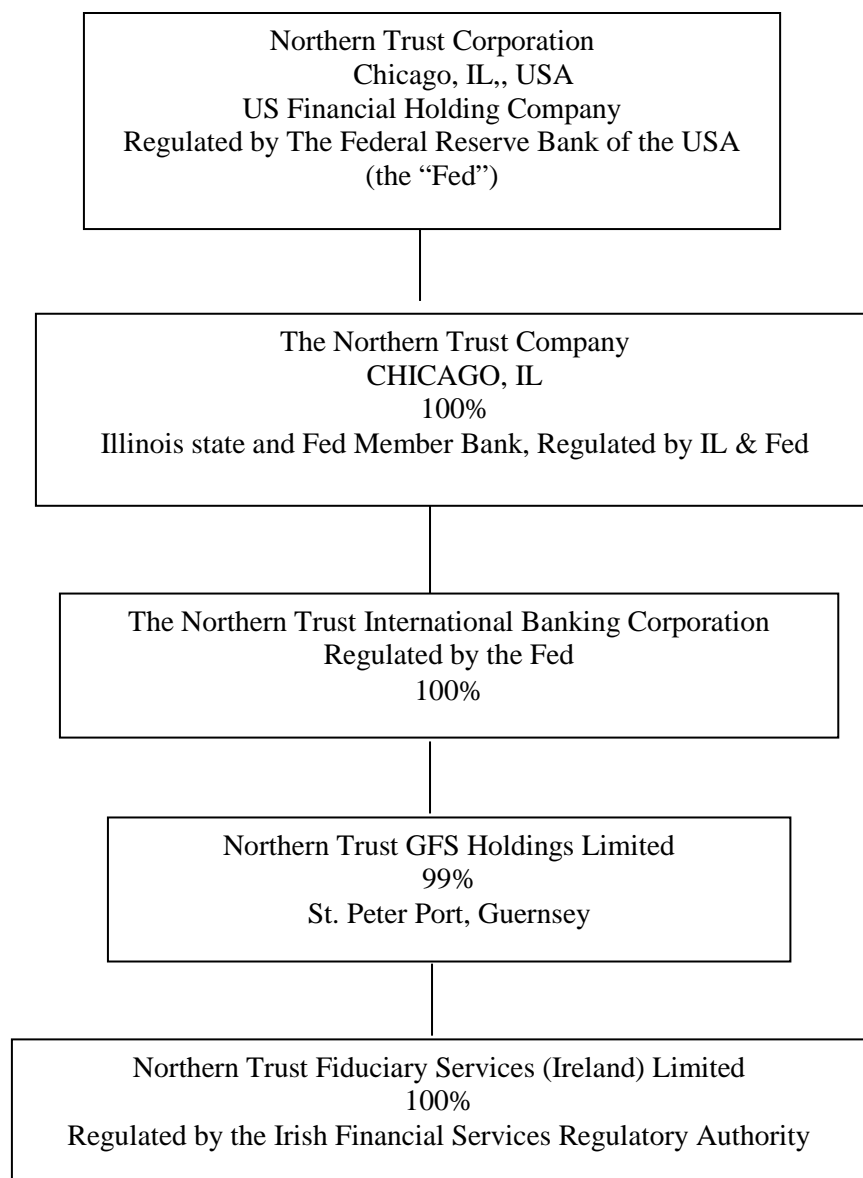 Northern Trust Corporation
Chicago, IL,, USA
US Financial Holding Company
Regulated by The Federal Reserve Bank of the USA
(the “Fed”)
The Northern Trust Company
CHICAGO, IL
100%
Illinois state and Fed Member Bank, Regulated by IL & Fed
The Northern Trust International Banking Corporation
Regulated by the Fed
100%
Northern Trust GFS Holdings Limited
99%
St. Peter Port, Guernsey
Northern Trust Fiduciary Services (Ireland) Limited
100%
Regulated by the Irish Financial Services Regulatory Authority